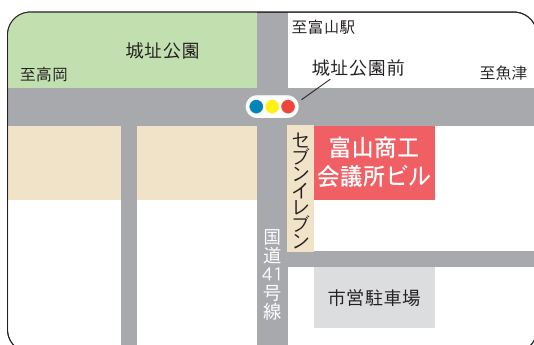 至富山駅
城址公園
城址公園前
至高岡
至魚津
セブンイレブン
富山商工
会議所ビル
国道41号線
市営駐車場